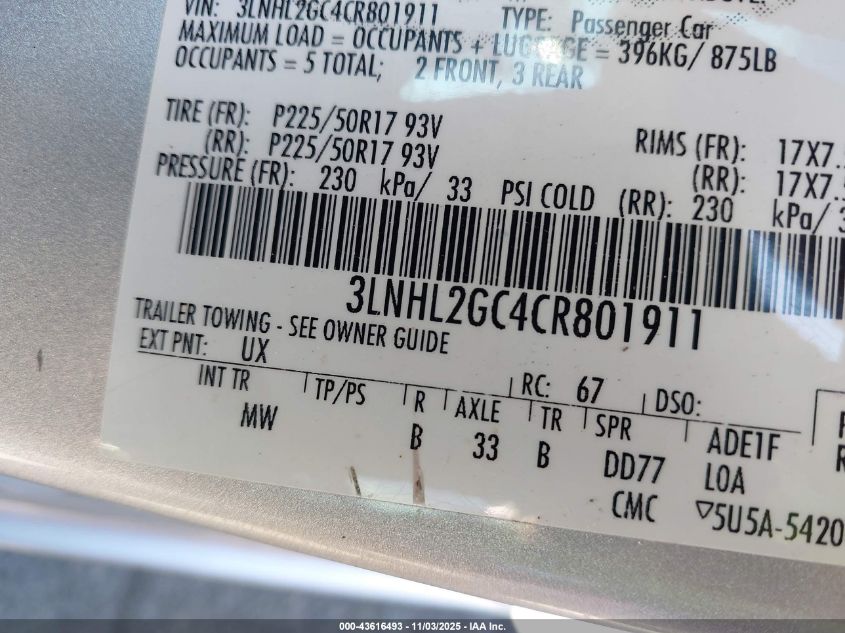 VIN: 3LNHL2GC4CR801911 TYPE: Passenger Car
MAXIMUM LOAD = OCCUPANTS + LUGGAGE = 396KG/ 875LB
OCCUPANTS = 5 TOTAL; 2 FRONT, 3 REAR
TIRE (FR): P225/50R17 93V RIMS (FR): 17X7.
(RR): P225/50R17 93V (RR): 17X7.
PRESSURE (FR): 230 kPa/ 33 PSI COLD (RR): 230 kPa/ 3
3LNHL2GC4CR801911
TRAILER TOWING - SEE OWNER GUIDE
EXT PNT: UX RC: 67 DSO:
INT TR TP/PS R AXLE TR SPR ADE1F
MW B 33 B DD77 LOA
CMC ▽5U5A-5420
000-43616493 - 11/03/2025 - IAA Inc.